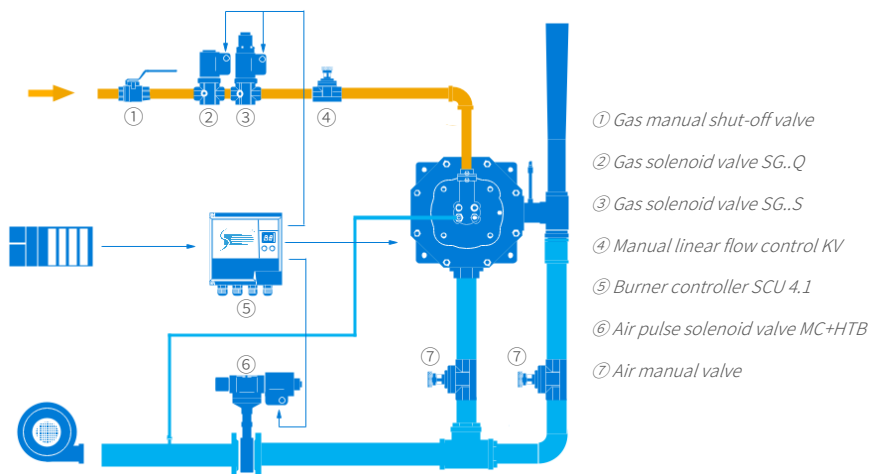 ①
②
③
④
① Gas manual shut-off valve
② Gas solenoid valve SG..Q
③ Gas solenoid valve SG..S
④ Manual linear flow control KV
⑤ Burner controller SCU 4.1
⑥ Air pulse solenoid valve MC+HTB
⑦ Air manual valve
⑤
⑥
⑦
⑦